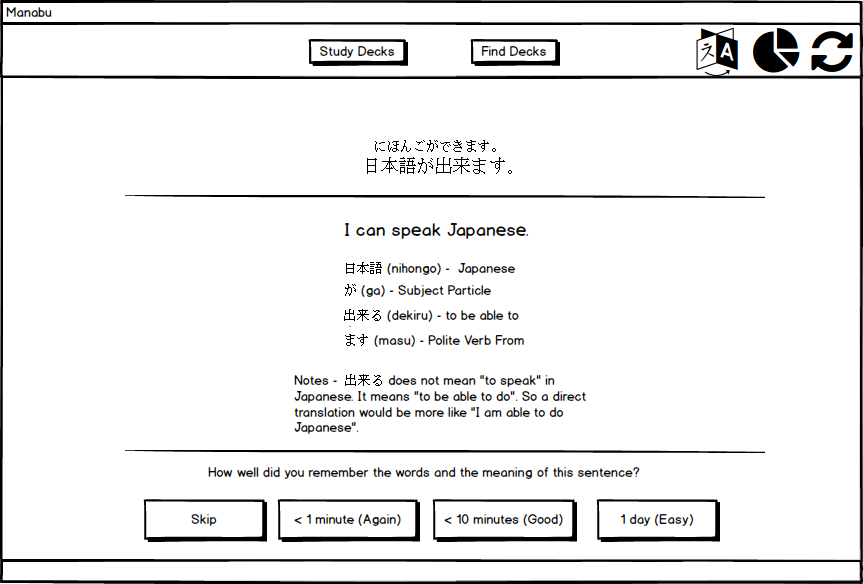 Manabu
Study Decks
Find Decks
え A
にほんごができます。
日本語が出来ます。
I can speak Japanese.
日本語 (nihongo) - Japanese
が (ga) - Subject Particle
出来る (dekiru) - to be able to
ます (masu) - Polite Verb From
Notes - 出来る does not mean "to speak" in
Japanese. It means "to be able to do". So a direct
translation would be more like "I am able to do
Japanese".
How well did you remember the words and the meaning of this sentence?
Skip
< 1 minute (Again)
< 10 minutes (Good)
1 day (Easy)